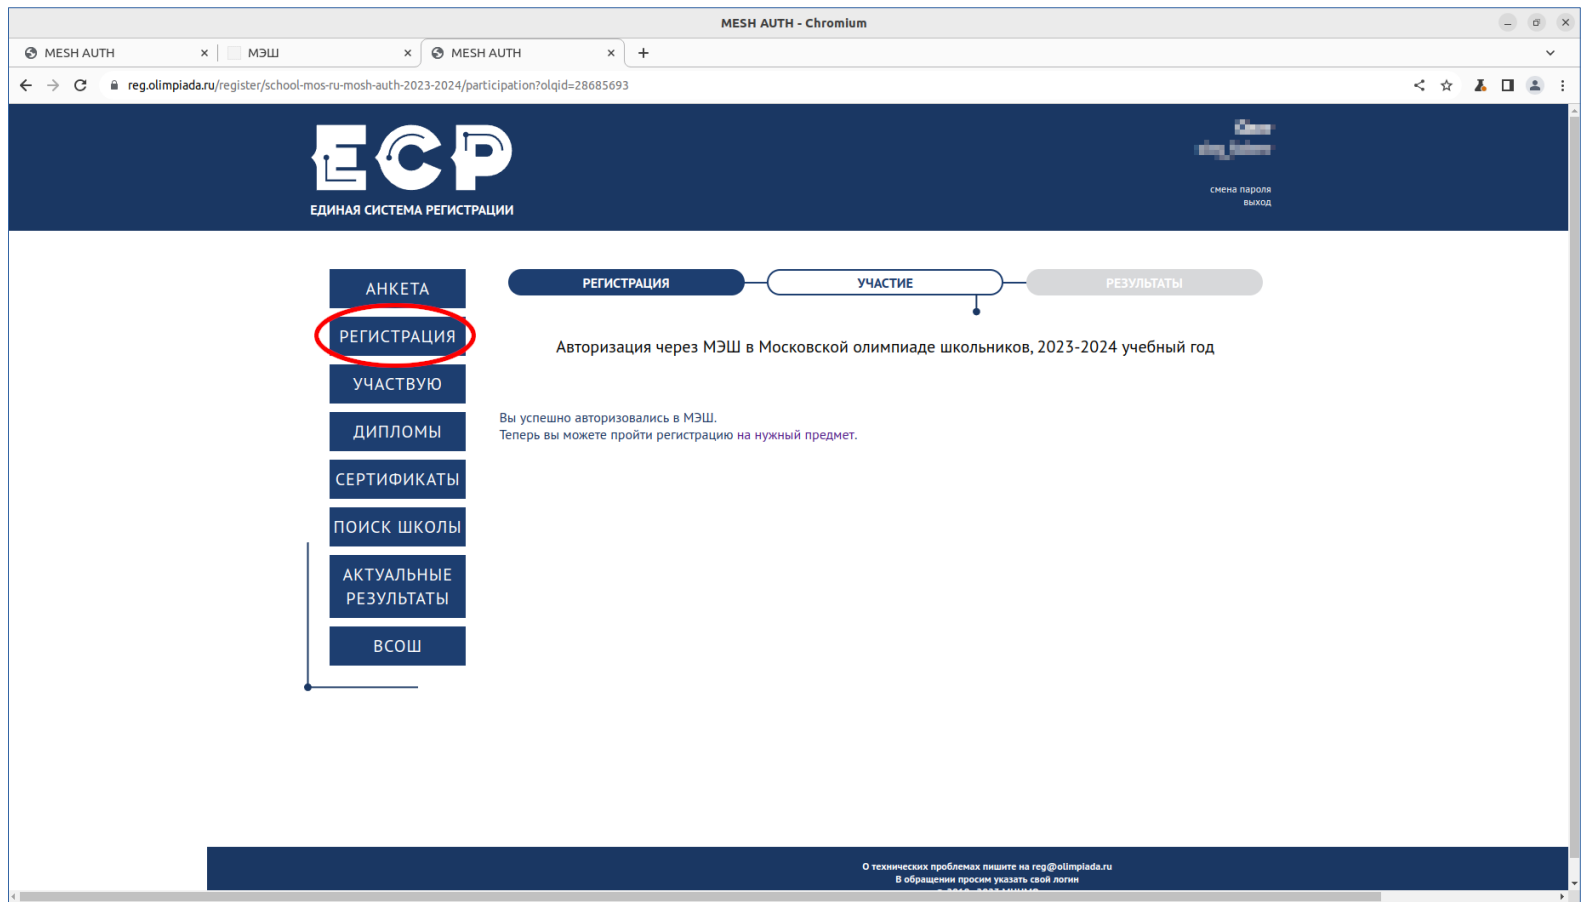 MESH AUTH - Chromium
MESH AUTH
МЭШ
MESH AUTH
reg.olimpiada.ru/register/school-mos-ru-mosh-auth-2023-2024/participation?olqid=28685693
ЕСР
ЕДИНАЯ СИСТЕМА РЕГИСТРАЦИИ
смена пароля
выход
АНКЕТА
РЕГИСТРАЦИЯ
УЧАСТВУЮ
ДИПЛОМЫ
СЕРТИФИКАТЫ
ПОИСК ШКОЛЫ
АКТУАЛЬНЫЕ
РЕЗУЛЬТАТЫ
ВСОШ
РЕГИСТРАЦИЯ
УЧАСТИЕ
РЕЗУЛЬТАТЫ
Авторизация через МЭШ в Московской олимпиаде школьников, 2023-2024 учебный год
Вы успешно авторизовались в МЭШ.
Теперь вы можете пройти регистрацию на нужный предмет.
О технических проблемах пишите на reg@olimpiada.ru
В обращении просим указать свой логин